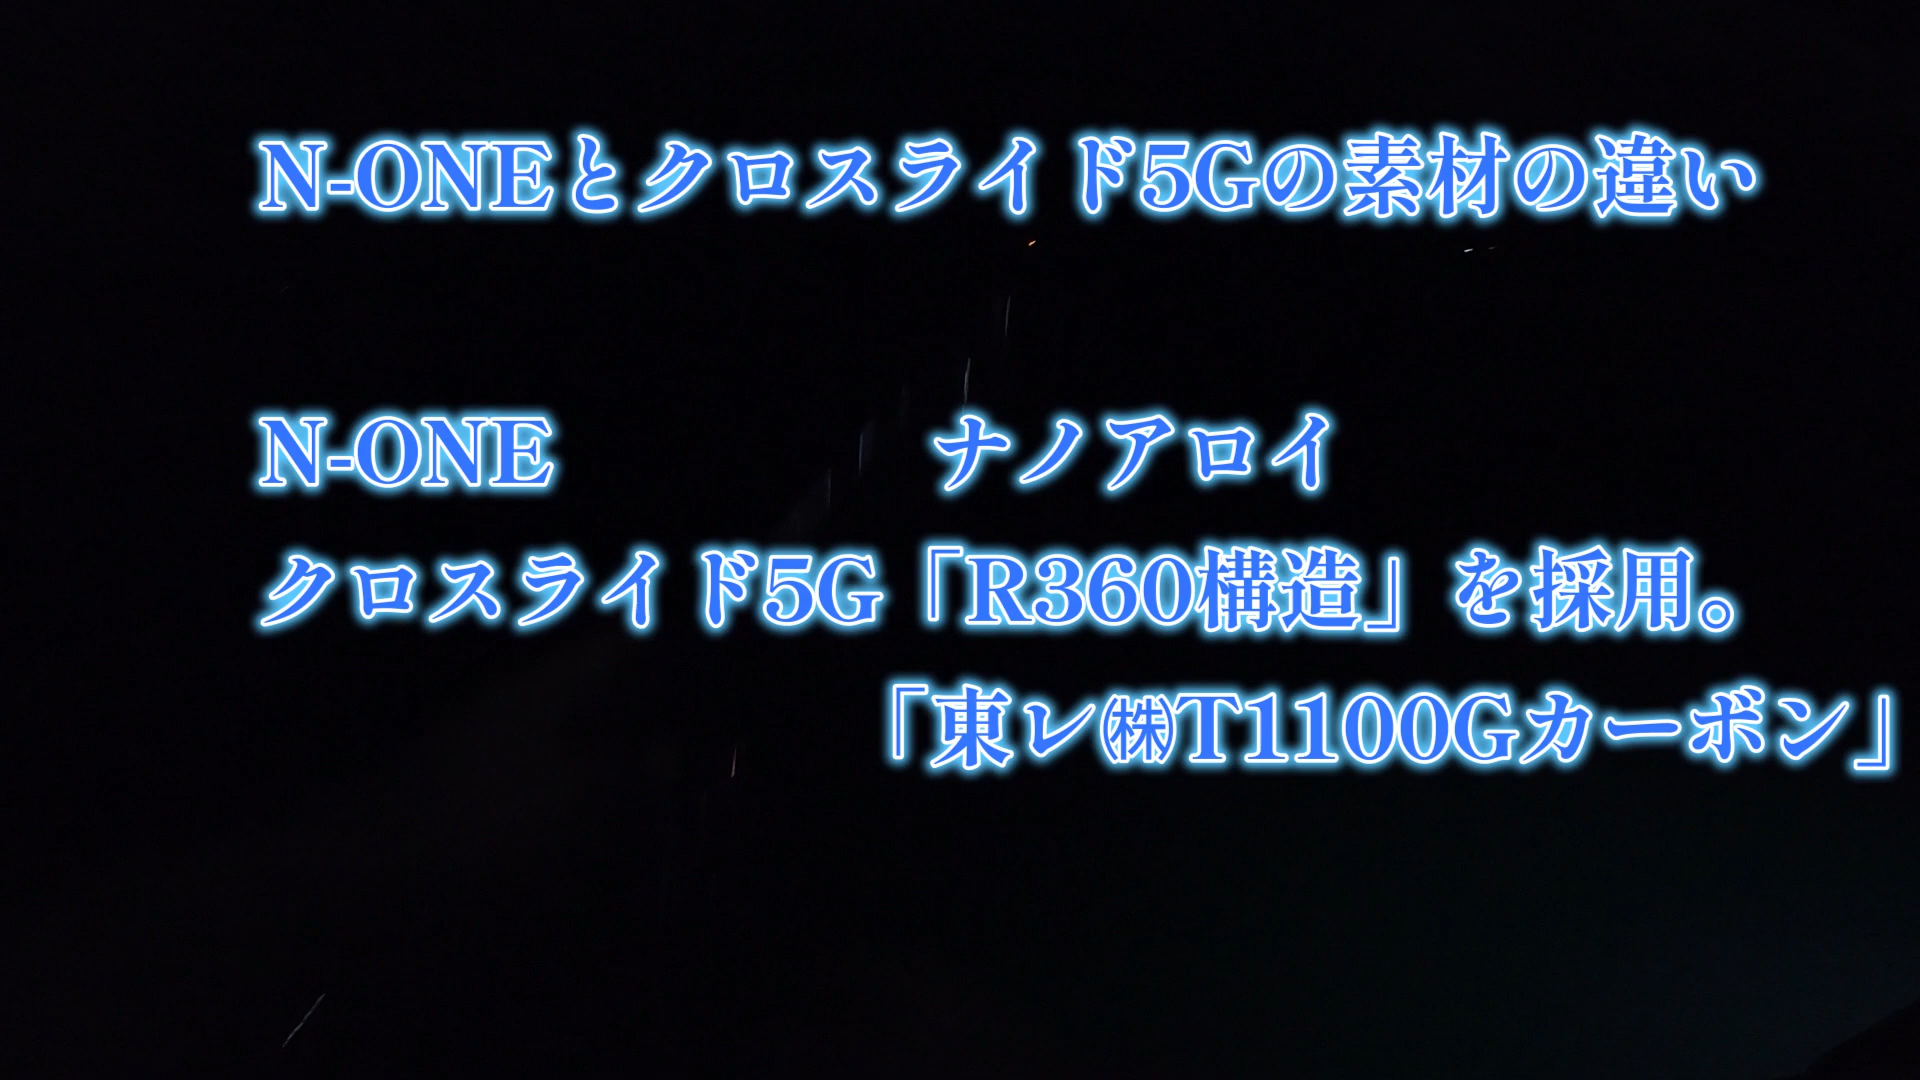 N-ONEとクロスライド5Gの素材の違い
N-ONE ナノアロイ
クロスライド5G「R360構造」を採用。
「東レ㈱T1100Gカーボン」